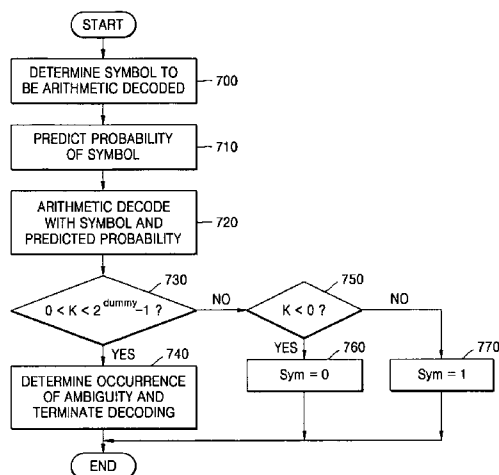 START
DETERMINE SYMBOL TO
BE ARITHMETIC DECODED
700
PREDICT PROBABILITY
OF SYMBOL
710
ARITHMETIC DECODE
WITH SYMBOL AND
PREDICTED PROBABILITY
720
730
0 < K < 2^dummy-1 ?
NO
750
K < 0 ?
NO
YES
740
DETERMINE OCCURRENCE
OF AMBIGUITY AND
TERMINATE DECODING
YES
760
Sym = 0
770
Sym = 1
END